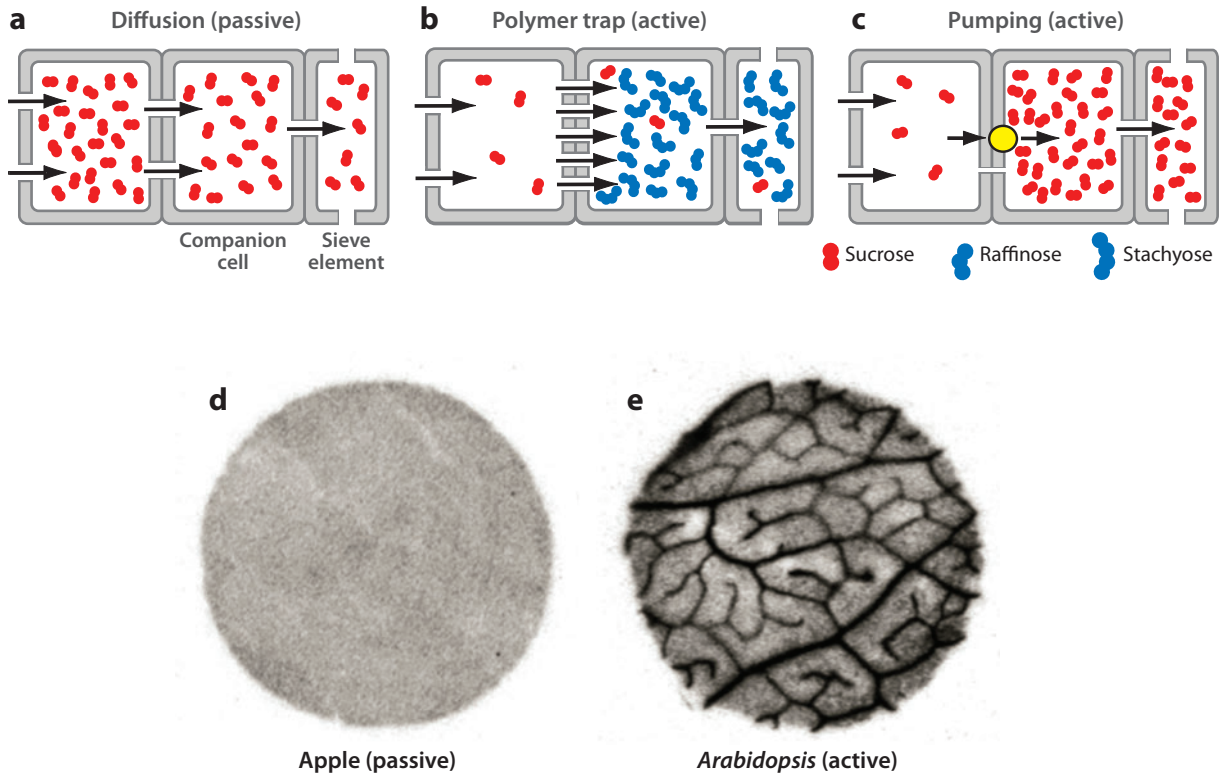 a Diffusion (passive)
b Polymer trap (active)
c Pumping (active)
Companion
cell
Sieve
element
Sucrose
Raffinose
Stachyose
d
e
Apple (passive)
Arabidopsis (active)